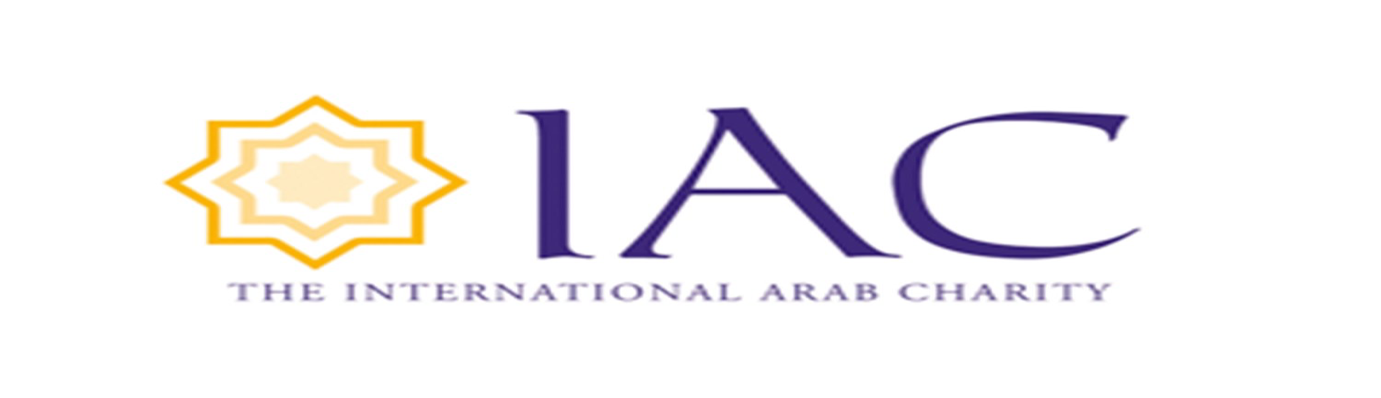 IAC
THE INTERNATIONAL ARAB CHARITY